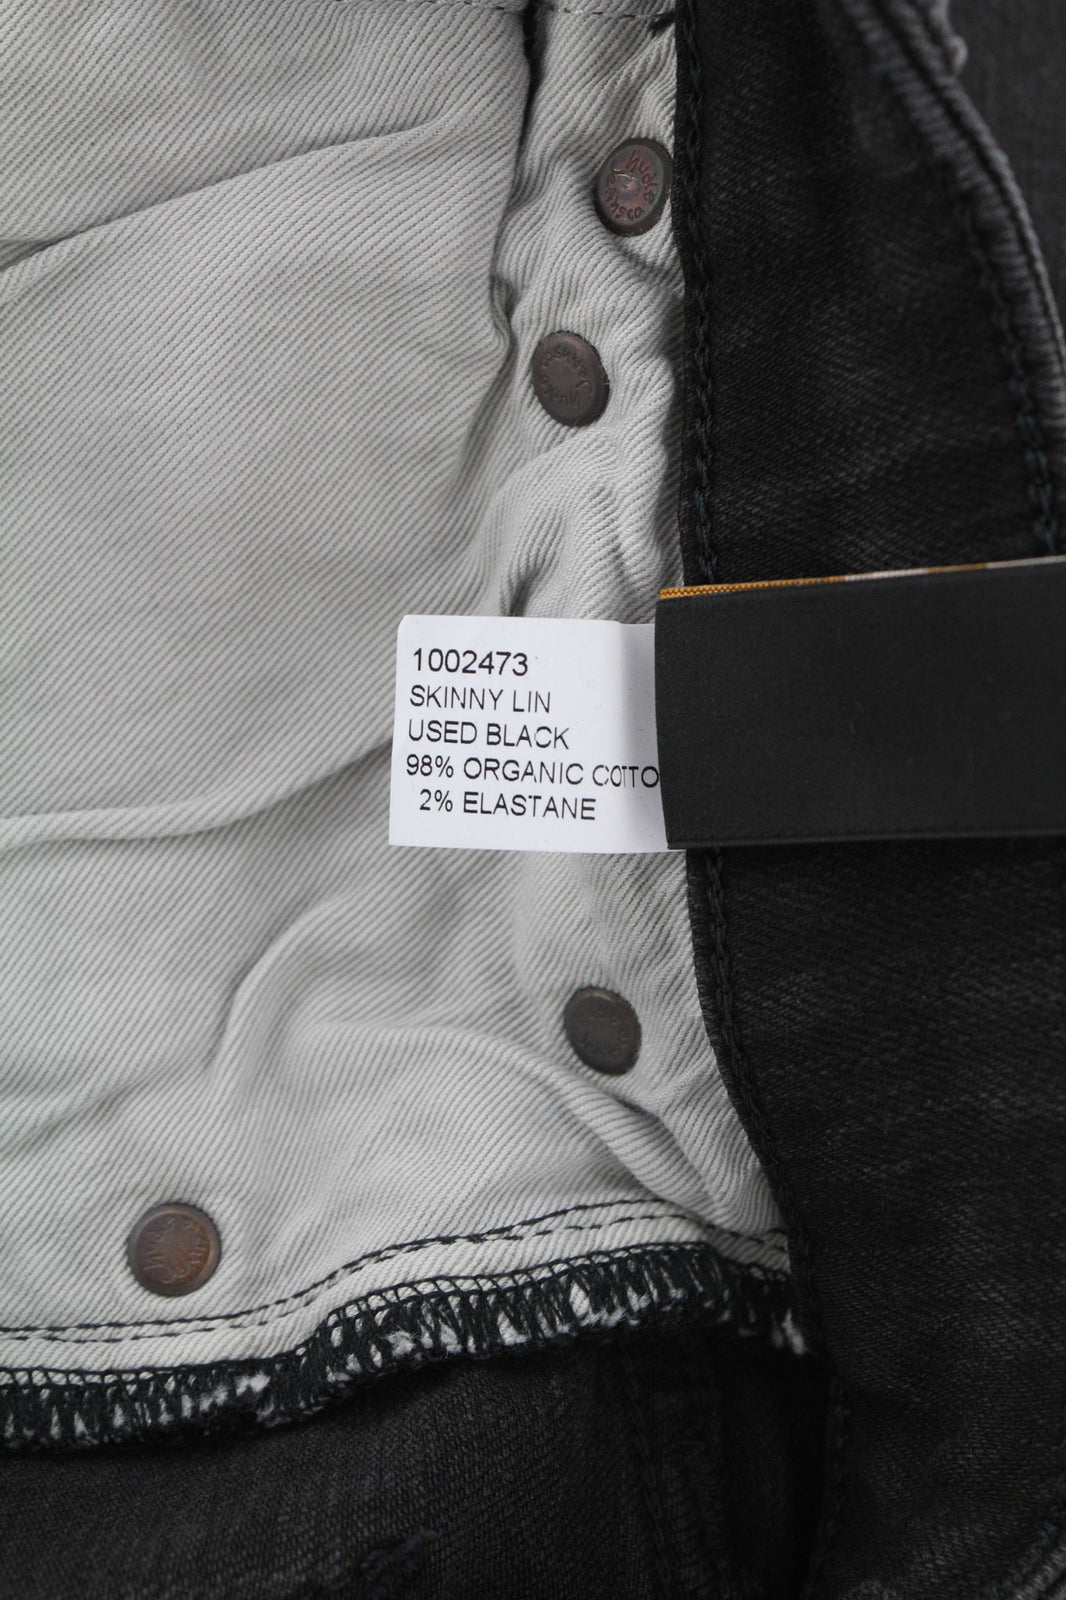 1002473
SKINNY LIN
USED BLACK
98% ORGANIC COTTO
2% ELASTANE